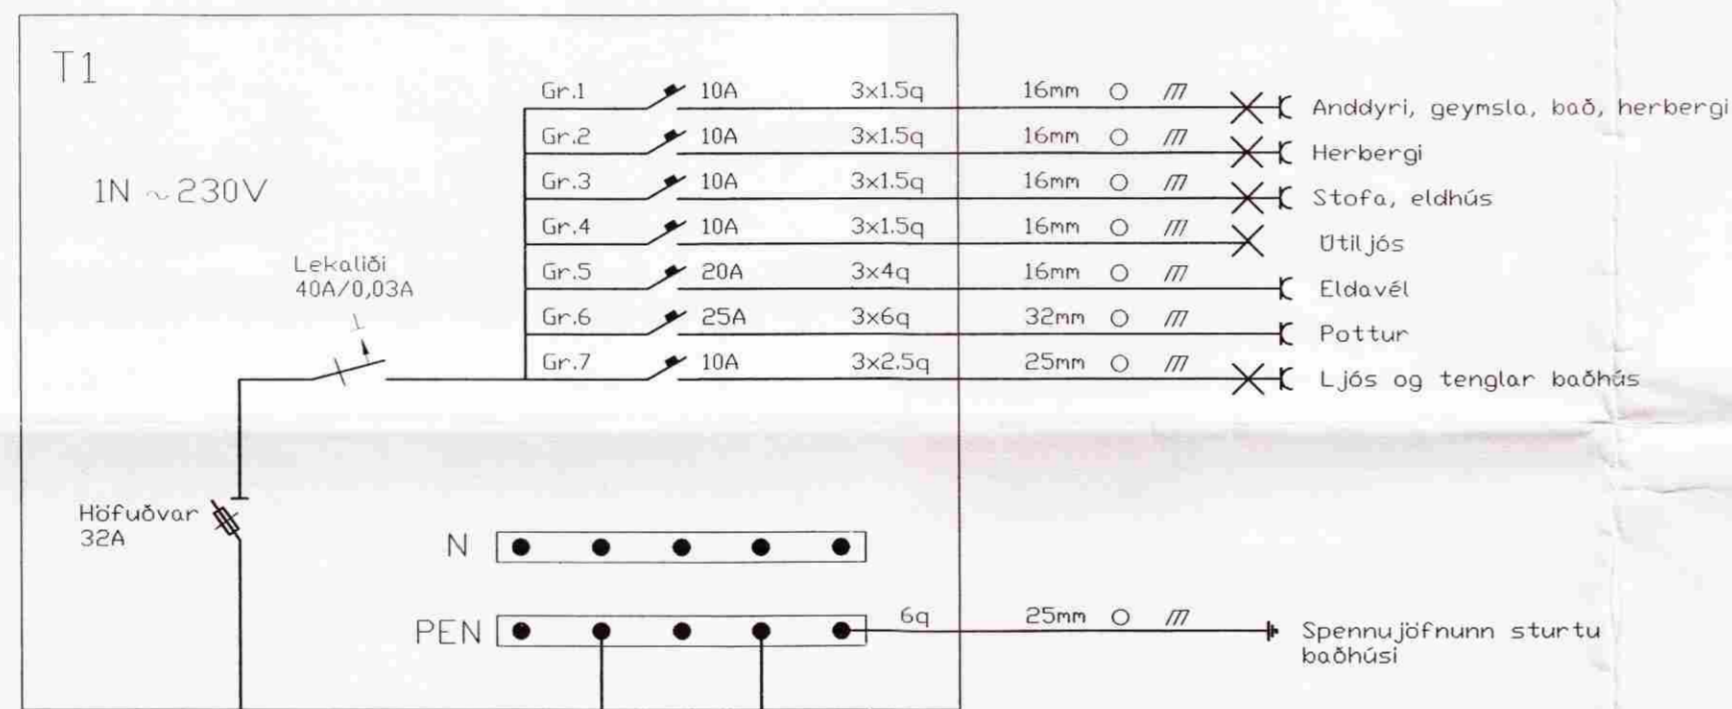 T1
1N ~ 230V
Lekaliði
40A/0,03A
Gr.1 10A 3x1.5q 16mm Anddyri, geymsla, bað, herbergi
Gr.2 10A 3x1.5q 16mm Herbergi
Gr.3 10A 3x1.5q 16mm Stofa, eldhús
Gr.4 10A 3x1.5q 16mm Útiljós
Gr.5 20A 3x4q 16mm Eldavél
Gr.6 25A 3x6q 32mm Pottur
Gr.7 10A 3x2.5q 25mm Ljós og tenglar baðhús
Höfuðvar
32A
N
PEN 6q 25mm Spennujöfnunn sturtu
baðhúsi